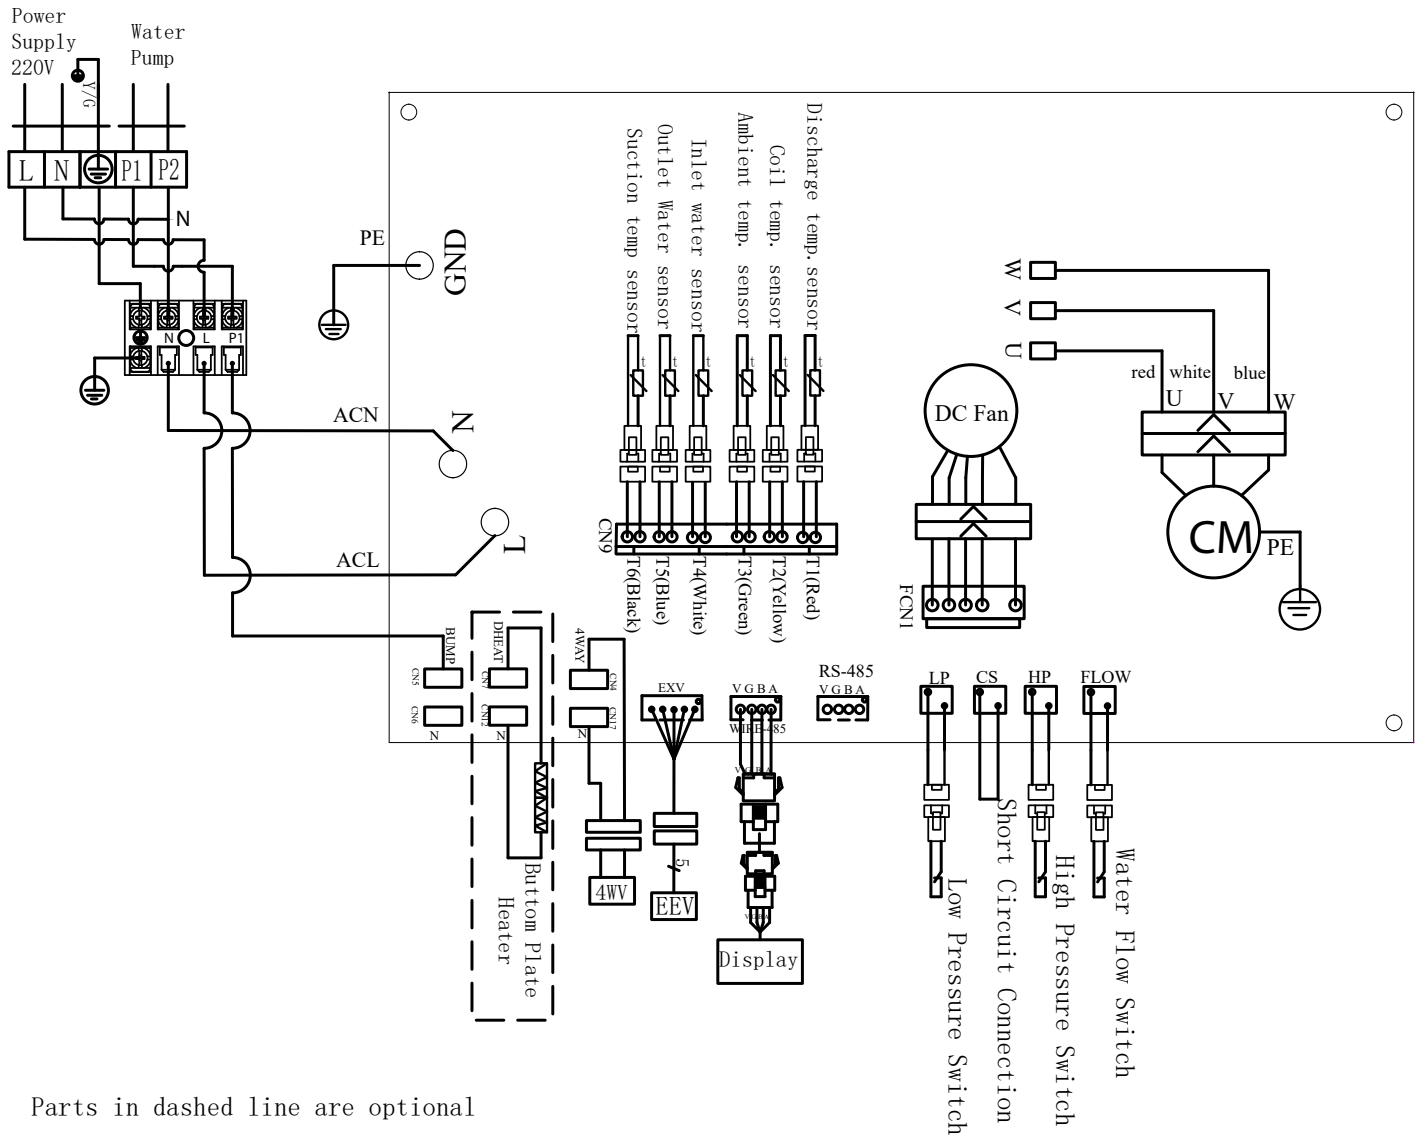 Power
Supply
220V
Water
Pump
Y/G
L
N
P1
P2
N
N
L
P1
PE
GND
ACN
N
ACL
L
Suction temp sensor
Outlet Water sensor
Inlet water sensor
Ambient temp. sensor
Coil temp. sensor
Discharge temp. sensor
t
t
t
t
t
t
CN9
T6(Black)
T5(Blue)
T4(White)
T3(Green)
T2(Yellow)
T1(Red)
DC Fan
FCN1
W
V
U
red
white
blue
U
V
W
CM
PE
BUMP
CN5
CN6
N
DHEAT
CN7
CN12
N
4WAY
CN4
CN17
N
EXV
V G B A
WIRE-485
RS-485
V G B A
LP
CS
HP
FLOW
V G B A
4WV
5
EEV
V G B A
Display
Buttom Plate
Heater
Low Pressure Switch
Short Circuit Connection
High Pressure Switch
Water Flow Switch
Parts in dashed line are optional